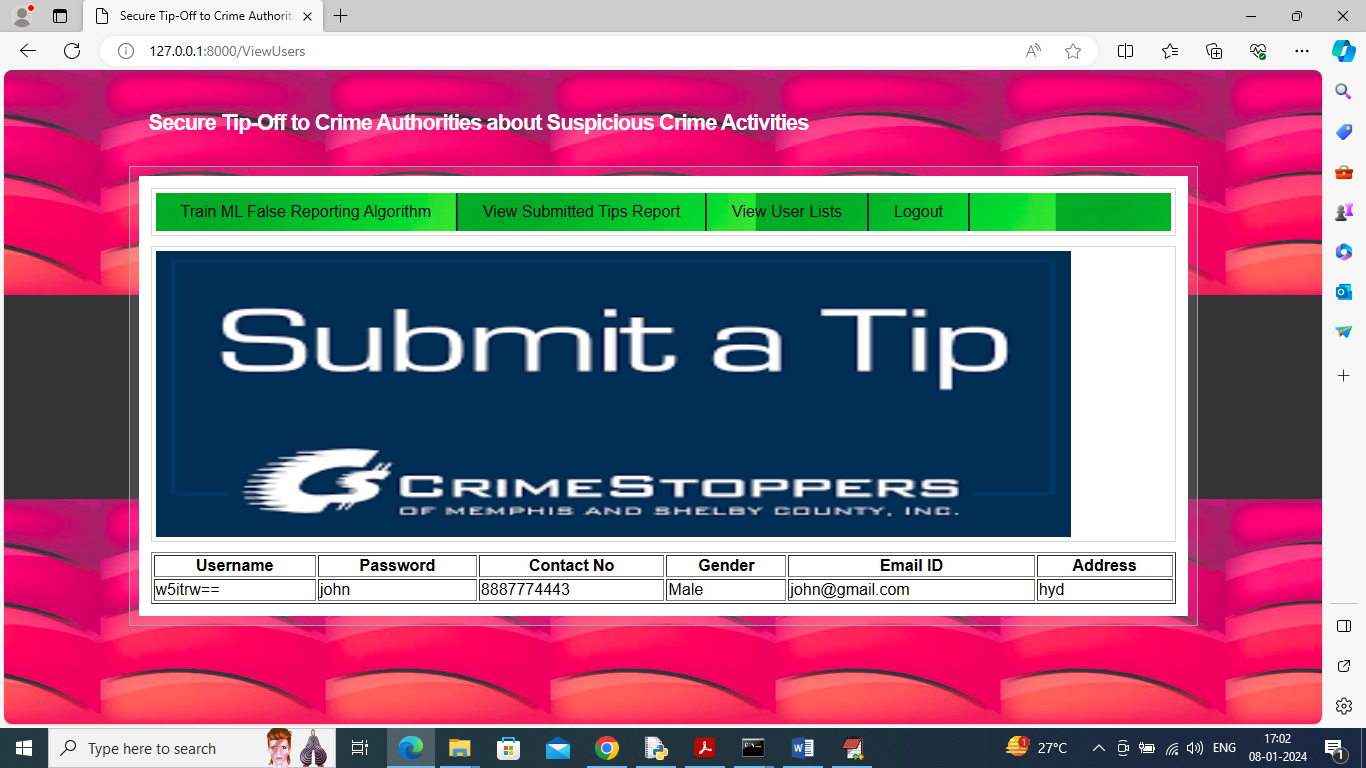 Secure Tip-Off to Crime Authoriti
127.0.0.1:8000/ViewUsers
Secure Tip-Off to Crime Authorities about Suspicious Crime Activities
Train ML False Reporting Algorithm View Submitted Tips Report View User Lists Logout
Submit a Tip
CRIMESTOPPERS
OF MEMPHIS AND SHELBY COUNTY, INC.
Username Password Contact No Gender Email ID Address
w5itrw== john 8887774443 Male john@gmail.com hyd
Type here to search
1
27°C
ENG
17:02
08-01-2024
1